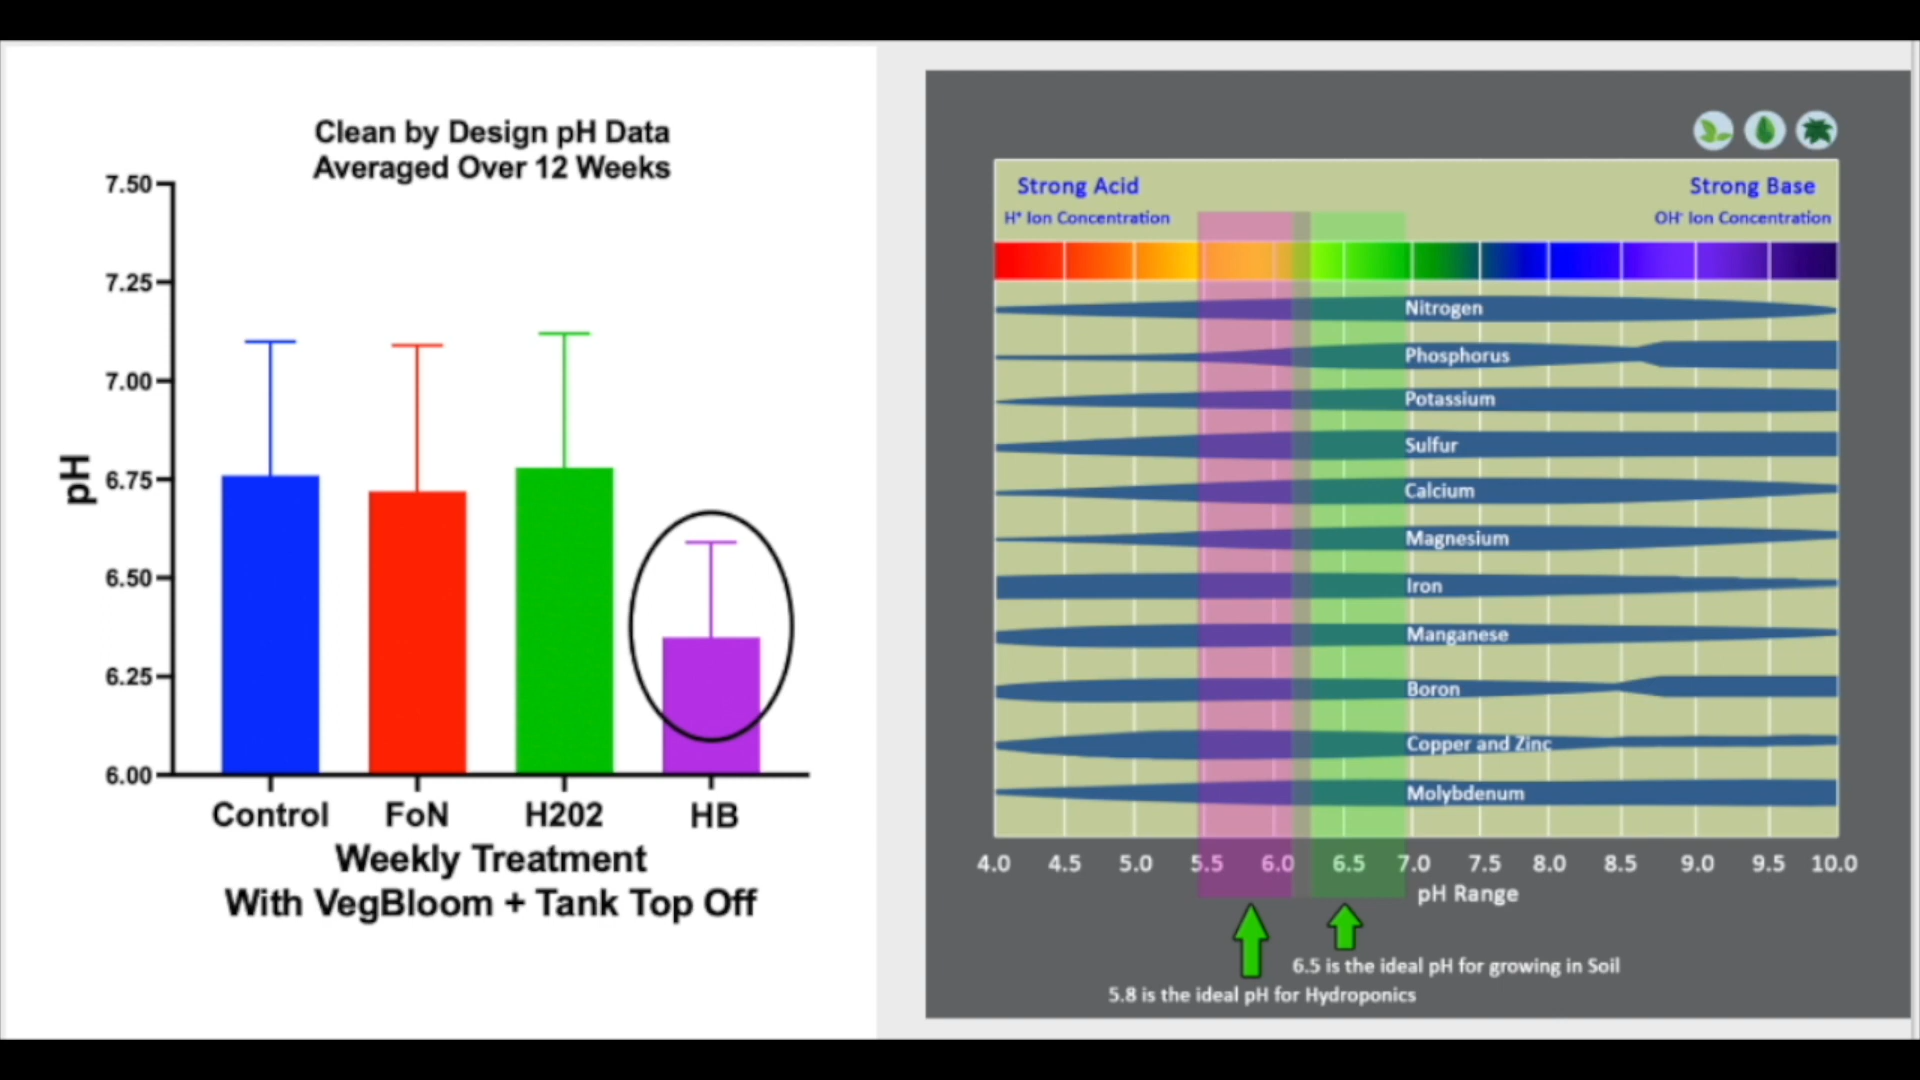 Clean by Design pH Data
Averaged Over 12 Weeks
7.50
7.25
7.00
6.75
6.50
6.25
6.00
pH
Control
FoN
H202
HB
Weekly Treatment
With VegBloom + Tank Top Off
Strong Acid
H⁺ Ion Concentration
Strong Base
OH⁻ Ion Concentration
Nitrogen
Phosphorus
Potassium
Sulfur
Calcium
Magnesium
Iron
Manganese
Boron
Copper and Zinc
Molybdenum
4.0 4.5 5.0 5.5 6.0 6.5 7.0 7.5 8.0 8.5 9.0 9.5 10.0
pH Range
6.5 is the ideal pH for growing in Soil
5.8 is the ideal pH for Hydroponics